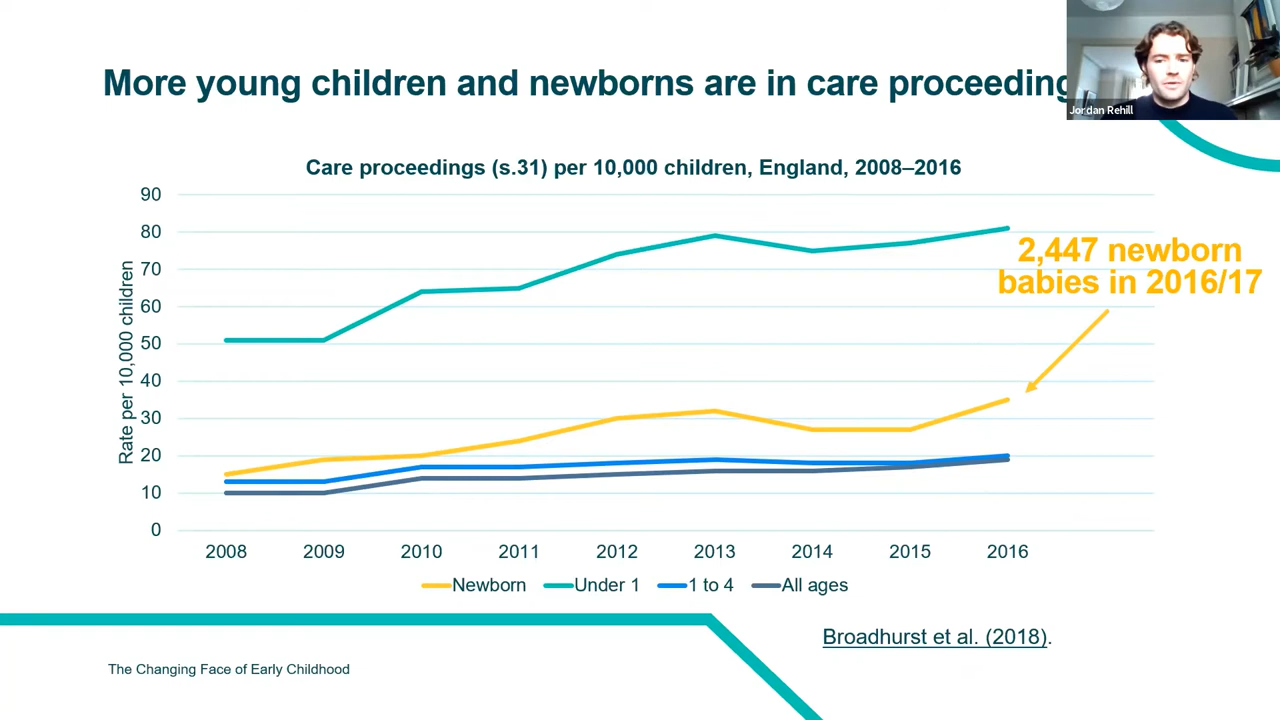 More young children and newborns are in care proceeding
Jordan Rehill
Care proceedings (s.31) per 10,000 children, England, 2008–2016
Rate per 10,000 children
90
80
70
60
50
40
30
20
10
0
2,447 newborn
babies in 2016/17
2008 2009 2010 2011 2012 2013 2014 2015 2016
Newborn Under 1 1 to 4 All ages
Broadhurst et al. (2018).
The Changing Face of Early Childhood